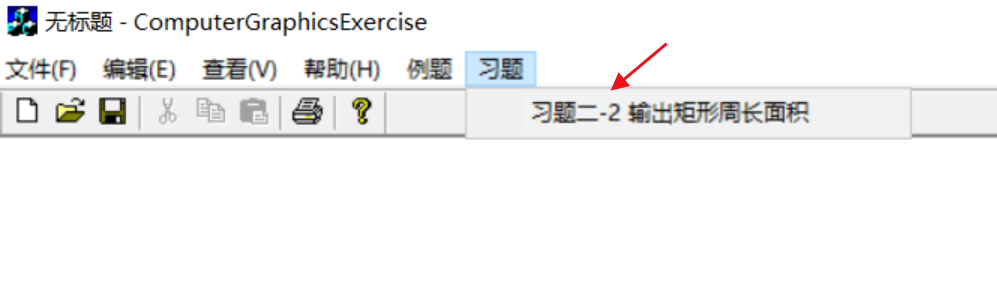 无标题 - ComputerGraphicsExercise
文件(F) 编辑(E) 查看(V) 帮助(H) 例题 习题
习题二-2 输出矩形周长面积